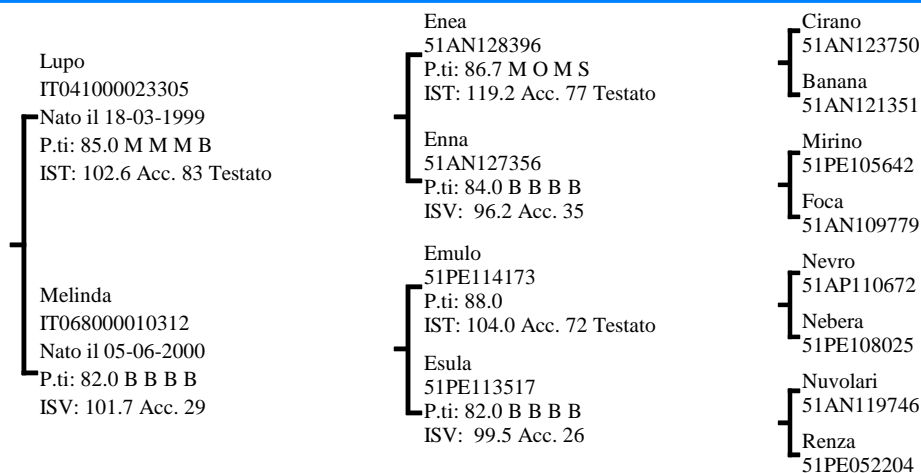 Lupo
IT041000023305
Nato il 18-03-1999
P.ti: 85.0 M M M B
IST: 102.6 Acc. 83 Testato
Melinda
IT068000010312
Nato il 05-06-2000
P.ti: 82.0 B B B B
ISV: 101.7 Acc. 29
Enea
51AN128396
P.ti: 86.7 M O M S
IST: 119.2 Acc. 77 Testato
Enna
51AN127356
P.ti: 84.0 B B B B
ISV: 96.2 Acc. 35
Emulo
51PE114173
P.ti: 88.0
IST: 104.0 Acc. 72 Testato
Esula
51PE113517
P.ti: 82.0 B B B B
ISV: 99.5 Acc. 26
Cirano
51AN123750
Banana
51AN121351
Mirino
51PE105642
Foca
51AN109779
Nevro
51AP110672
Nebera
51PE108025
Nuvolari
51AN119746
Renza
51PE052204